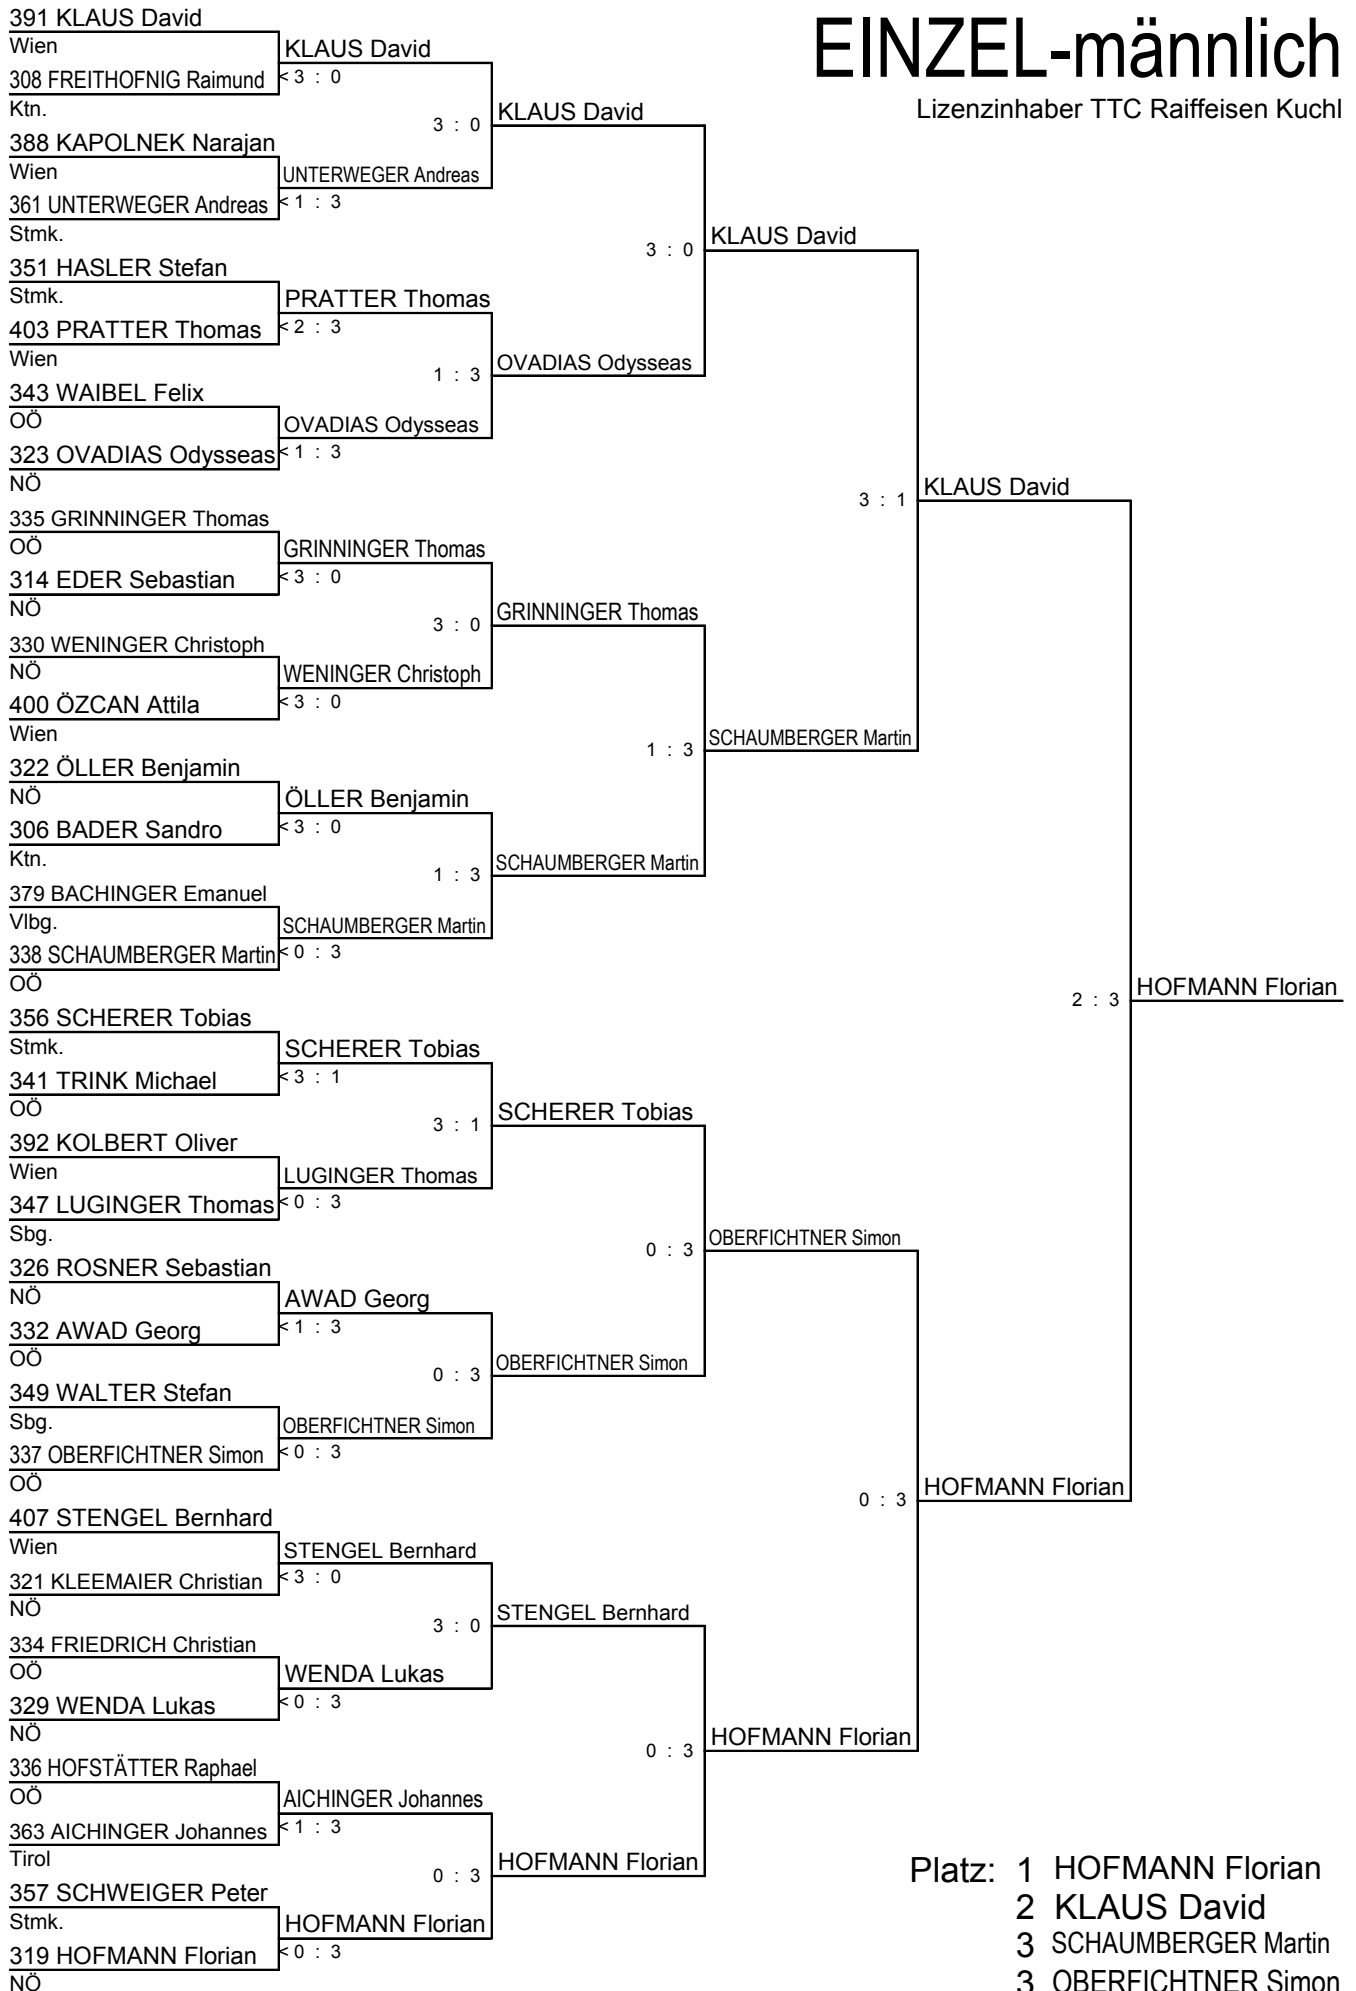 EINZEL-männlich
Lizenzinhaber TTC Raiffeisen Kuchl
391 KLAUS David
Wien
308 FREITHOFNIG Raimund
Ktn.
388 KAPOLNEK Narajan
Wien
361 UNTERWEGER Andreas
Stmk.
351 HASLER Stefan
Stmk.
403 PRATTER Thomas
Wien
343 WAIBEL Felix
OÖ
323 OVADIAS Odysseas
NÖ
335 GRINNINGER Thomas
OÖ
314 EDER Sebastian
NÖ
330 WENINGER Christoph
NÖ
400 ÖZCAN Attila
Wien
322 ÖLLER Benjamin
NÖ
306 BADER Sandro
Ktn.
379 BACHINGER Emanuel
Vlbg.
338 SCHAUMBERGER Martin
OÖ
356 SCHERER Tobias
Stmk.
341 TRINK Michael
OÖ
392 KOLBERT Oliver
Wien
347 LUGINGER Thomas
Sbg.
326 ROSNER Sebastian
NÖ
332 AWAD Georg
OÖ
349 WALTER Stefan
Sbg.
337 OBERFICHTNER Simon
OÖ
407 STENGEL Bernhard
Wien
321 KLEEMAIER Christian
NÖ
334 FRIEDRICH Christian
OÖ
329 WENDA Lukas
NÖ
336 HOFSTÄTTER Raphael
OÖ
363 AICHINGER Johannes
Tirol
357 SCHWEIGER Peter
Stmk.
319 HOFMANN Florian
NÖ
KLAUS David
< 3 : 0
UNTERWEGER Andreas
< 1 : 3
PRATTER Thomas
< 2 : 3
OVADIAS Odysseas
< 1 : 3
GRINNINGER Thomas
< 3 : 0
WENINGER Christoph
< 3 : 0
ÖLLER Benjamin
< 3 : 0
SCHAUMBERGER Martin
< 0 : 3
SCHERER Tobias
< 3 : 1
LUGINGER Thomas
< 0 : 3
AWAD Georg
< 1 : 3
OBERFICHTNER Simon
< 0 : 3
STENGEL Bernhard
< 3 : 0
WENDA Lukas
< 0 : 3
AICHINGER Johannes
< 1 : 3
HOFMANN Florian
< 0 : 3
KLAUS David
3 : 0
OVADIAS Odysseas
1 : 3
GRINNINGER Thomas
3 : 0
SCHAUMBERGER Martin
1 : 3
SCHERER Tobias
3 : 1
OBERFICHTNER Simon
0 : 3
STENGEL Bernhard
3 : 0
HOFMANN Florian
0 : 3
KLAUS David
3 : 0
SCHAUMBERGER Martin
1 : 3
OBERFICHTNER Simon
0 : 3
HOFMANN Florian
0 : 3
KLAUS David
3 : 1
HOFMANN Florian
0 : 3
HOFMANN Florian
2 : 3
Platz: 1 HOFMANN Florian
2 KLAUS David
3 SCHAUMBERGER Martin
3 OBERFICHTNER Simon